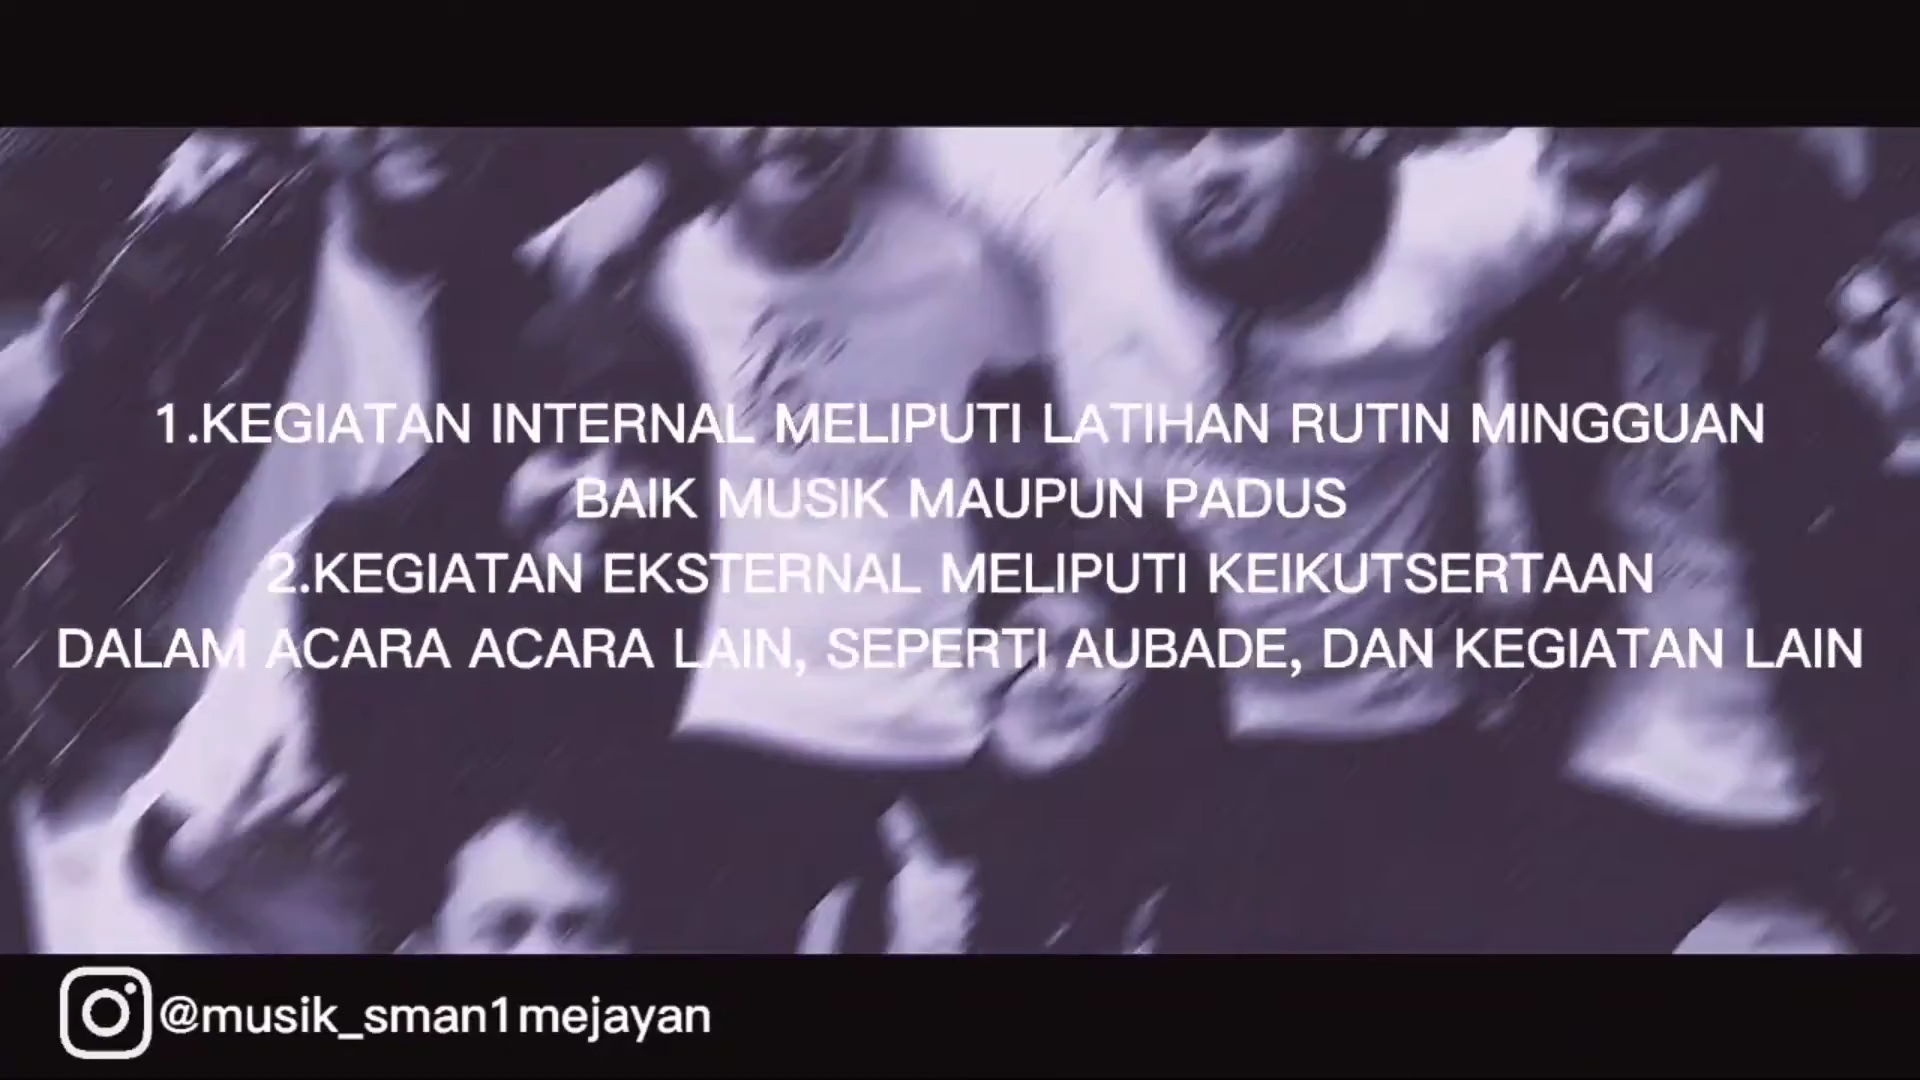 1.KEGIATAN INTERNAL MELIPUTI LATIHAN RUTIN MINGGUAN
BAIK MUSIK MAUPUN PADUS
2.KEGIATAN EKSTERNAL MELIPUTI KEIKUTSERTAAN
DALAM ACARA ACARA LAIN, SEPERTI AUBADE, DAN KEGIATAN LAIN
@musik_sman1mejayan